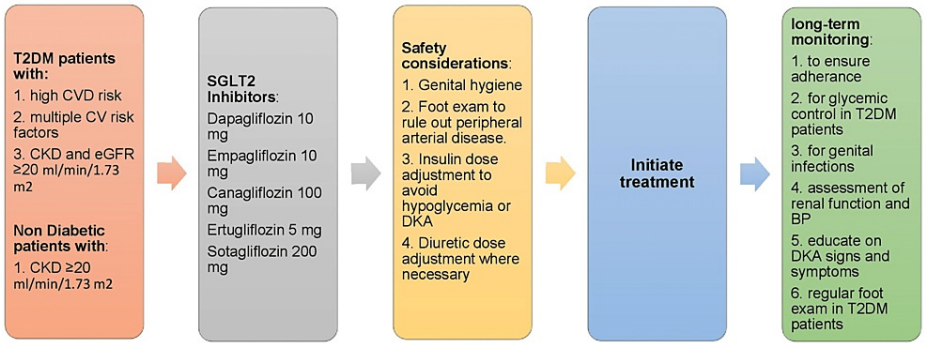 T2DM patients
with:
1. high CVD risk
2. multiple CV risk
factors
3. CKD and eGFR
≥20 ml/min/1.73
m2
Non Diabetic
patients with:
1. CKD ≥20
ml/min/1.73 m2
SGLT2
Inhibitors:
Dapagliflozin 10
mg
Empagliflozin 10
mg
Canagliflozin 100
mg
Ertugliflozin 5 mg
Sotagliflozin 200
mg
Safety
considerations:
1. Genital hygiene
2. Foot exam to
rule out peripheral
arterial disease.
3. Insulin dose
adjustment to
avoid
hypoglycemia or
DKA
4. Diuretic dose
adjustment where
necessary
Initiate
treatment
long-term
monitoring:
1. to ensure
adherance
2. for glycemic
control in T2DM
patients
3. for genital
infections
4. assessment of
renal function and
BP
5. educate on
DKA signs and
symptoms
6. regular foot
exam in T2DM
patients